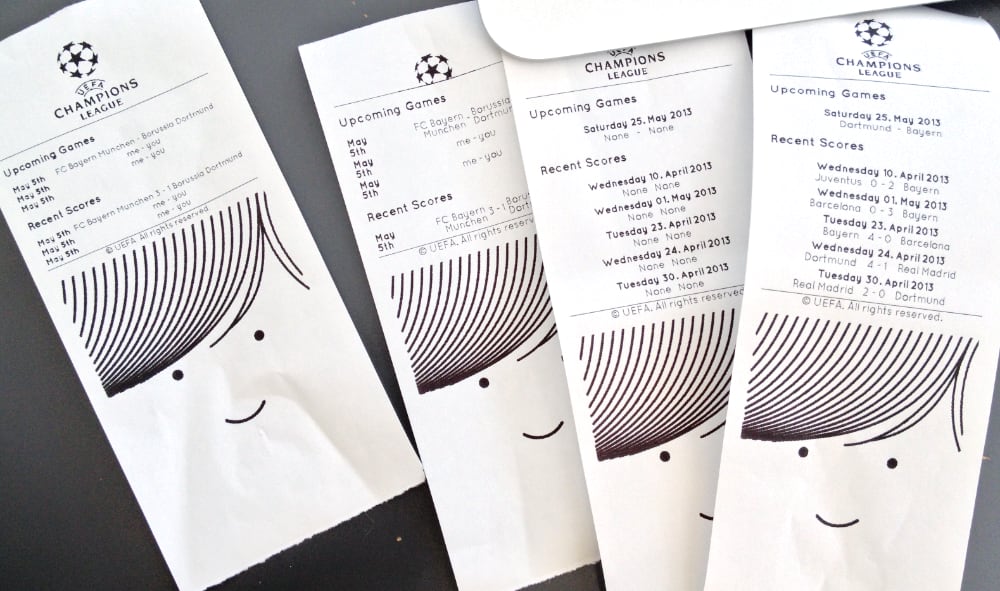 UEFA
CHAMPIONS
LEAGUE
Upcoming Games
May 5th FC Bayern Munchen - Borussia Dortmund
May 5th me - you
May 5th me - you
Recent Scores
May 5th FC Bayern Munchen 3 - 1 Borussia Dortmund
May 5th me - you
May 5th me - you
© UEFA. All rights reserved
Upcoming Games
May FC Bayern - Borussia
5th Munchen Dortmun
May me - you
5th
May me - you
5th
Recent Scores
May FC Bayern 3 - 1
5th Munchen
© UEFA. All rights reserved.
UEFA
CHAMPIONS
LEAGUE
Upcoming Games
Saturday 25. May 2013
None - None
Recent Scores
Wednesday 10. April 2013
None None
Wednesday 01. May 2013
None None
Tuesday 23. April 2013
None None
Wednesday 24. April 2013
None None
Tuesday 30. April 2013
None None
© UEFA. All rights reserved
UEFA
CHAMPIONS
LEAGUE
Upcoming Games
Saturday 25. May 2013
Dortmund - Bayern
Recent Scores
Wednesday 10. April 2013
Juventus 0 - 2 Bayern
Wednesday 01. May 2013
Barcelona 0 - 3 Bayern
Tuesday 23. April 2013
Bayern 4 - 0 Barcelona
Wednesday 24. April 2013
Dortmund 4 - 1 Real Madrid
Tuesday 30. April 2013
Real Madrid 2 - 0 Dortmund
© UEFA. All rights reserved.